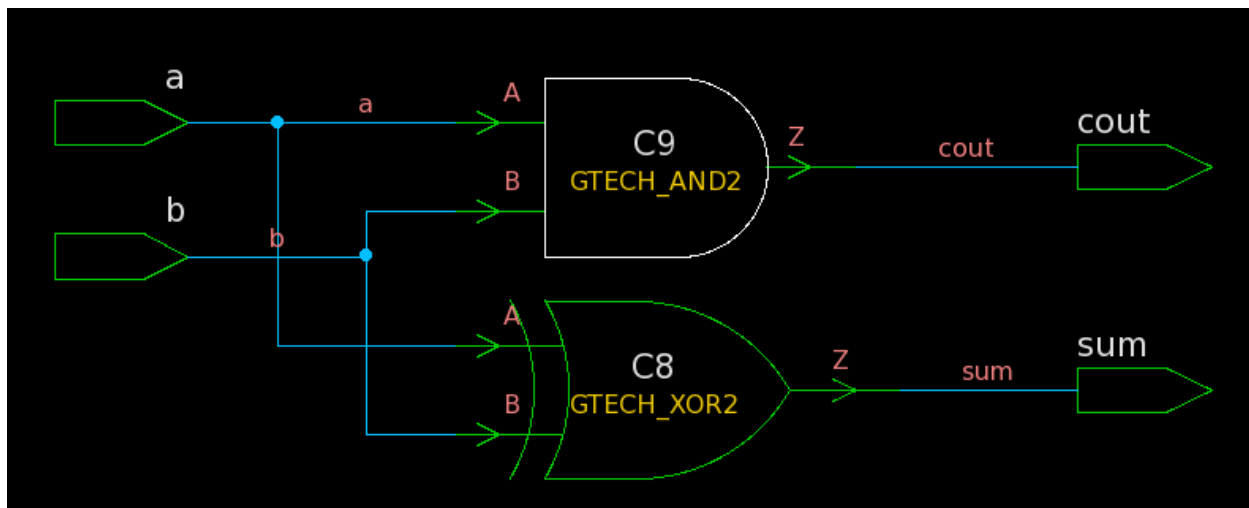 a
a
A
C9
GTECH_AND2
B
Z
cout
cout
b
b
A
C8
GTECH_XOR2
B
Z
sum
sum